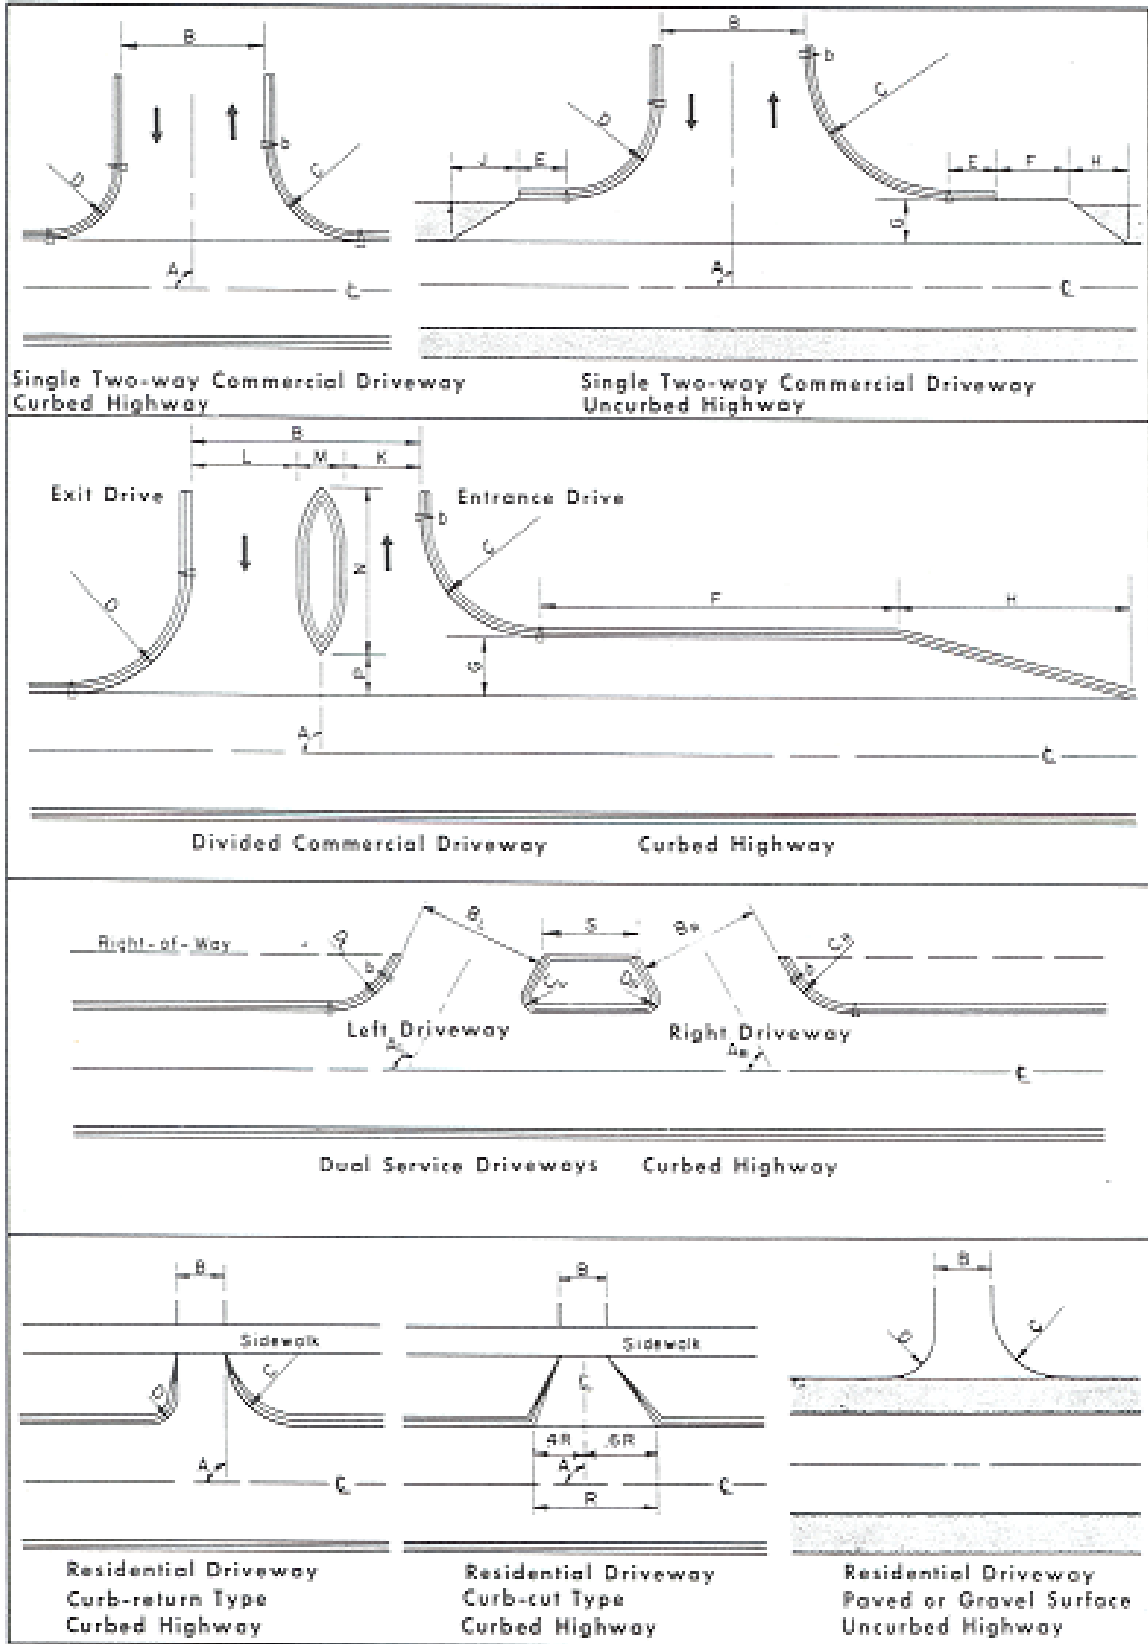 B
B
b
D
C
b
D
C
J
E
E
F
H
G
A
A
℄
℄
Single Two-way Commercial Driveway
Curbed Highway
Single Two-way Commercial Driveway
Uncurbed Highway
B
L
M
K
Exit Drive
Entrance Drive
b
C
N
D
F
H
G
P
A
℄
Divided Commercial Driveway
Curbed Highway
Right-of-Way
S
Left Driveway
Right Driveway
℄
Dual Service Driveways
Curbed Highway
B
B
B
Sidewalk
Sidewalk
D
C
℄
D
C
.4R
.6R
A
A
℄
℄
R
Residential Driveway
Curb-return Type
Curbed Highway
Residential Driveway
Curb-cut Type
Curbed Highway
Residential Driveway
Paved or Gravel Surface
Uncurbed Highway